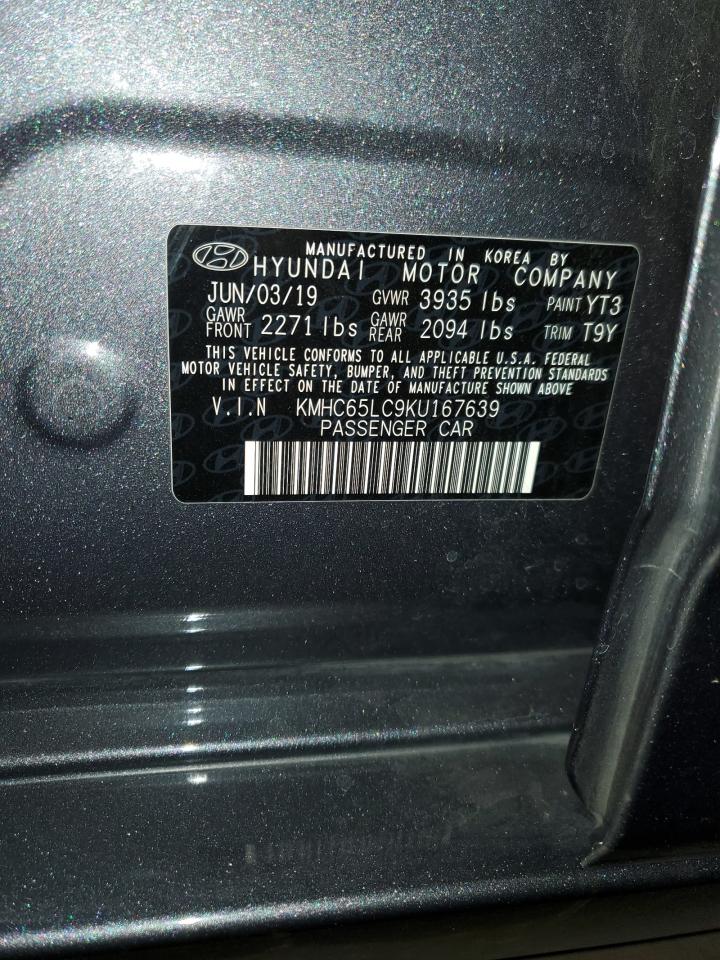 MANUFACTURED IN KOREA BY
HYUNDAI MOTOR COMPANY
JUN/03/19 GVWR 3935 lbs PAINT YT3
GAWR FRONT 2271 lbs GAWR REAR 2094 lbs TRIM T9Y
THIS VEHICLE CONFORMS TO ALL APPLICABLE U.S.A. FEDERAL
MOTOR VEHICLE SAFETY, BUMPER, AND THEFT PREVENTION STANDARDS
IN EFFECT ON THE DATE OF MANUFACTURE SHOWN ABOVE
V.I.N KMHC65LC9KU167639
PASSENGER CAR